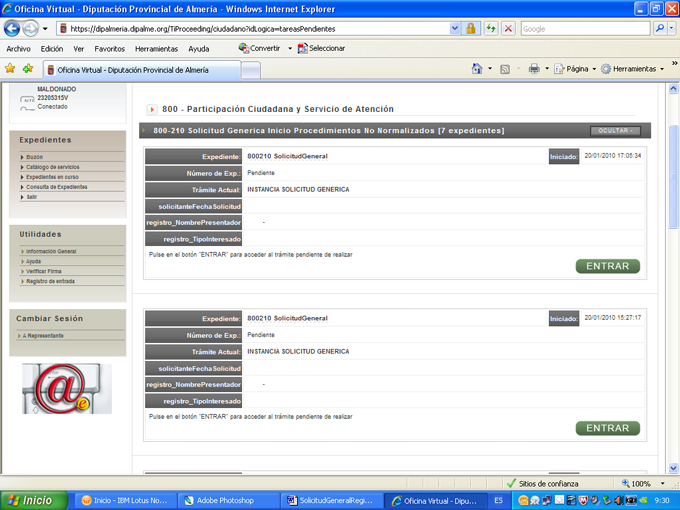 Oficina Virtual - Diputación Provincial de Almería - Windows Internet Explorer
https://dipalmeria.dipalme.org/TiProceeding/ciudadano?idLogica=tareasPendientes
Google
Archivo Edición Ver Favoritos Herramientas Ayuda Convertir Seleccionar
Oficina Virtual - Diputación Provincial de Almería
Página Herramientas
MALDONADO
23205315V
Conectado
800 - Participación Ciudadana y Servicio de Atención
800-210 Solicitud Generica Inicio Procedimientos No Normalizados [7 expedientes]
OCULTAR -
Expedientes
Buzon
Catálogo de servicios
Expedientes en curso
Consulta de Expedientes
Salir
Utilidades
Información General
Ayuda
Verificar Firma
Registro de entrada
Cambiar Sesión
A Representante
Expediente: 800210 SolicitudGeneral Iniciado: 20/01/2010 17:05:34
Número de Exp.: Pendiente
Trámite Actual: INSTANCIA SOLICITUD GENERICA
solicitanteFechaSolicitud
registro_NombrePresentador -
registro_TipoInteresado
Pulse en el botón "ENTRAR" para acceder al trámite pendiente de realizar
ENTRAR
Expediente: 800210 SolicitudGeneral Iniciado: 20/01/2010 15:27:17
Número de Exp.: Pendiente
Trámite Actual: INSTANCIA SOLICITUD GENERICA
solicitanteFechaSolicitud
registro_NombrePresentador -
registro_TipoInteresado
Pulse en el botón "ENTRAR" para acceder al trámite pendiente de realizar
ENTRAR
Sitios de confianza 100%
Inicio Inicio - IBM Lotus No... Adobe Photoshop SolicitudGeneralRegi... Oficina Virtual - Dipu... ES 9:30